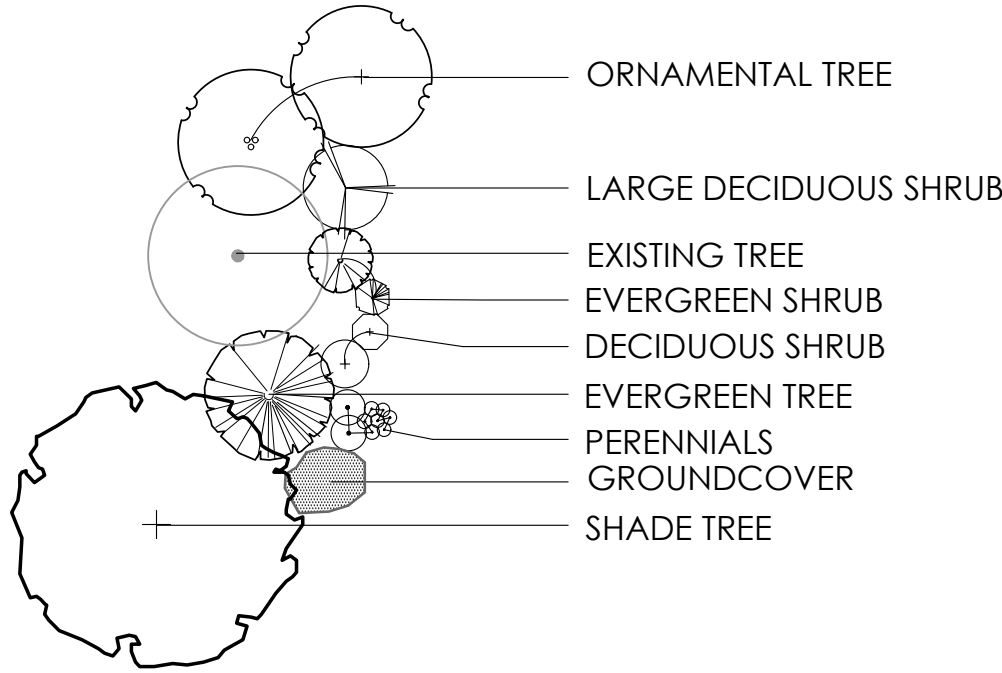 ORNAMENTAL TREE
LARGE DECIDUOUS SHRUB
EXISTING TREE
EVERGREEN SHRUB
DECIDUOUS SHRUB
EVERGREEN TREE
PERENNIALS
GROUNDCOVER
SHADE TREE